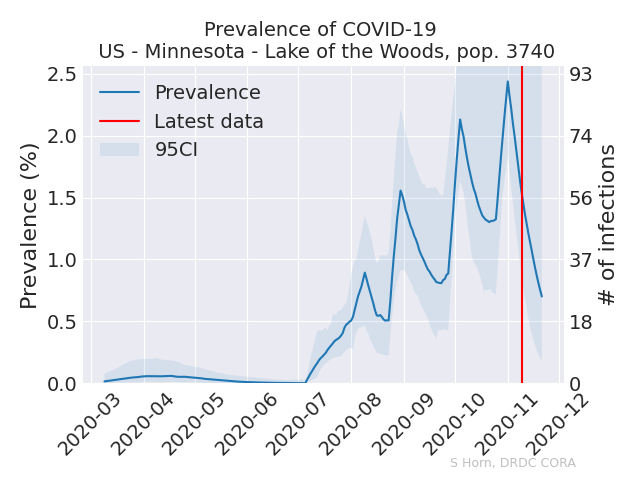 Prevalence of COVID-19
US - Minnesota - Lake of the Woods, pop. 3740
Prevalence (%)
2.5
2.0
1.5
1.0
0.5
0.0
Prevalence
Latest data
95CI
93
74
56
37
18
0
# of infections
2020-03
2020-04
2020-05
2020-06
2020-07
2020-08
2020-09
2020-10
2020-11
2020-12
S Horn, DRDC CORA